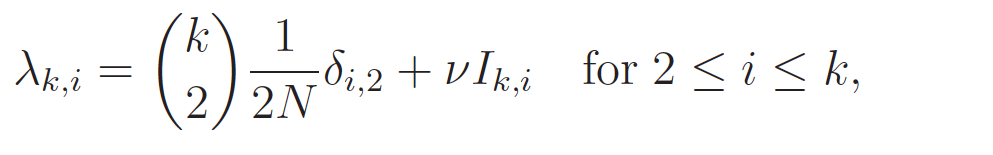 λ_{k,i} = \binom{k}{2} \frac{1}{2N} δ_{i,2} + νI_{k,i} for 2 ≤ i ≤ k,